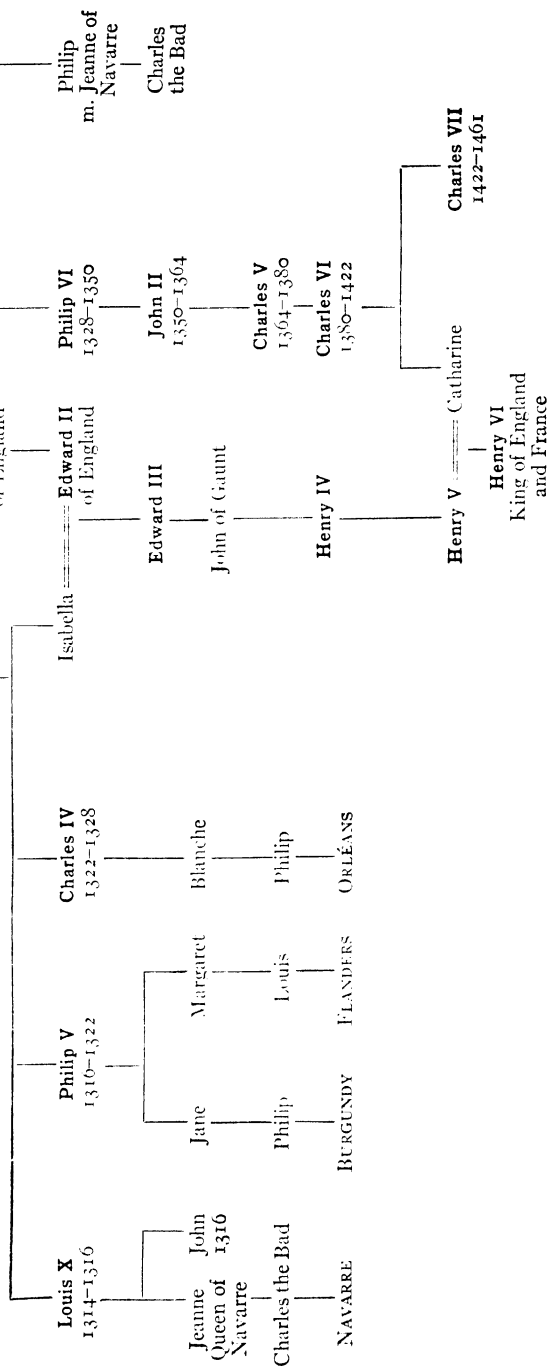 Louis X
1314–1316
Philip V
1316–1322
Charles IV
1322–1328
Isabella
Edward II
of England
Philip VI
1328–1350
Philip
m. Jeanne of
Navarre
Edward III
John II
1350–1364
Charles
the Bad
Jeanne
Queen of
Navarre
John
1316
Jane
Margaret
Blanche
John of Gaunt
Charles the Bad
Philip
Louis
Philip
Charles V
1364–1380
NAVARRE
BURGUNDY
FLANDERS
ORLÉANS
Henry IV
Charles VI
1380–1422
Henry V
Catharine
Charles VII
1422–1461
Henry VI
King of England
and France